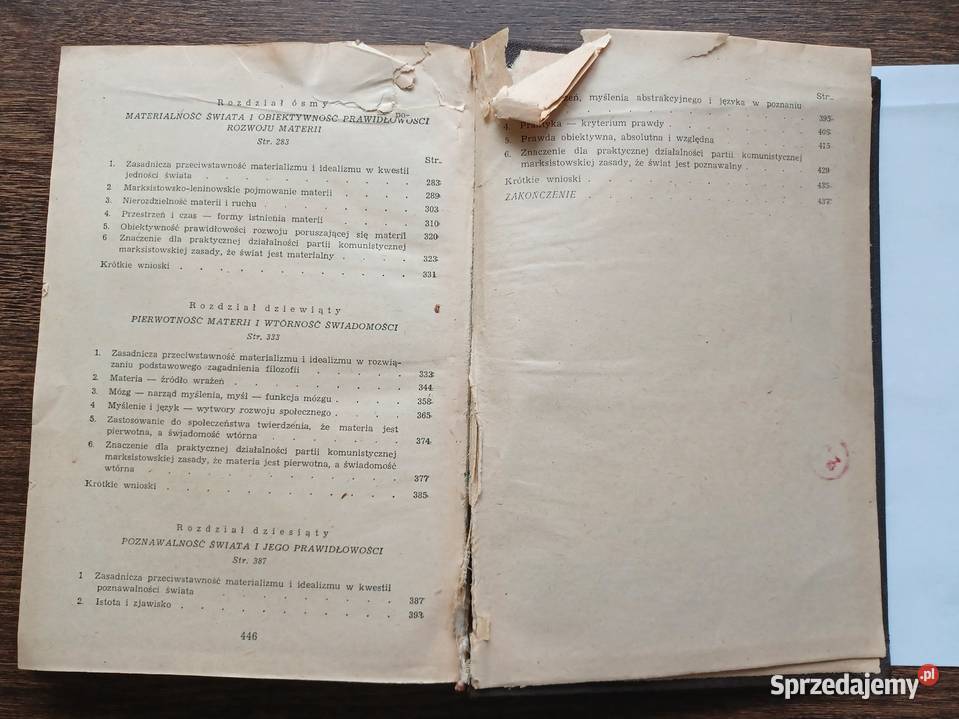 Rozdział ósmy
MATERIALNOŚĆ ŚWIATA I OBIEKTYWNOŚĆ PRAWIDŁOWOŚCI
ROZWOJU MATERII
Str. 283
Str.
1. Zasadnicza przeciwstawność materializmu i idealizmu w kwestii
jedności świata . . . . . . . . . 283
2 Marksistowsko-leninowskie pojmowanie materii . . . . 289
3. Nierozdzielność materii i ruchu . . . . . . . 303
4. Przestrzeń i czas — formy istnienia materii . . . . 310
5. Obiektywność prawidłowości rozwoju poruszającej się materii 320
6 Znaczenie dla praktycznej działalności partii komunistycznej
marksistowskiej zasady, że świat jest materialny . . . . 323
Krótkie wnioski . . . . . . . . . . 331
Rozdział dziewiąty
PIERWOTNOŚĆ MATERII I WTÓRNOŚĆ ŚWIADOMOŚCI
Str. 333
1. Zasadnicza przeciwstawność materializmu i idealizmu w rozwią-
zaniu podstawowego zagadnienia filozofii . . . . . 333
2. Materia — źródło wrażeń . . . . . . . . 344
3. Mózg — narząd myślenia, myśl — funkcja mózgu . . . . 358
4 Myślenie i język — wytwory rozwoju społecznego . . . . 365
5. Zastosowanie do społeczeństwa twierdzenia, że materia jest
pierwotna, a świadomość wtórna . . . . . . 374
6. Znaczenie dla praktycznej działalności partii komunistycznej
marksistowskiej zasady, że materia jest pierwotna, a świadomość
wtórna . . . . . . . . . . . 377
Krótkie wnioski . . . . . . . . . . 385
Rozdział dziesiąty
POZNAWALNOŚĆ ŚWIATA I JEGO PRAWIDŁOWOŚCI
Str. 387
1 Zasadnicza przeciwstawność materializmu i idealizmu w kwestii
poznawalności świata . . . . . . . . . 387
2. Istota i zjawisko . . . . . . . . . . 393
446
Str.
myślenia abstrakcyjnego i języka w poznaniu
po-
395
4. Praktyka — kryterium prawdy . . . . . 405
5. Prawda obiektywna, absolutna i względna . . . . 415
6. Znaczenie dla praktycznej działalności partii komunistycznej
marksistowskiej zasady, że świat jest poznawalny . . . 429
Krótkie wnioski . . . . . . . . . 435
ZAKOŃCZENIE . . . . . . . . . 437
Sprzedajemy.pl